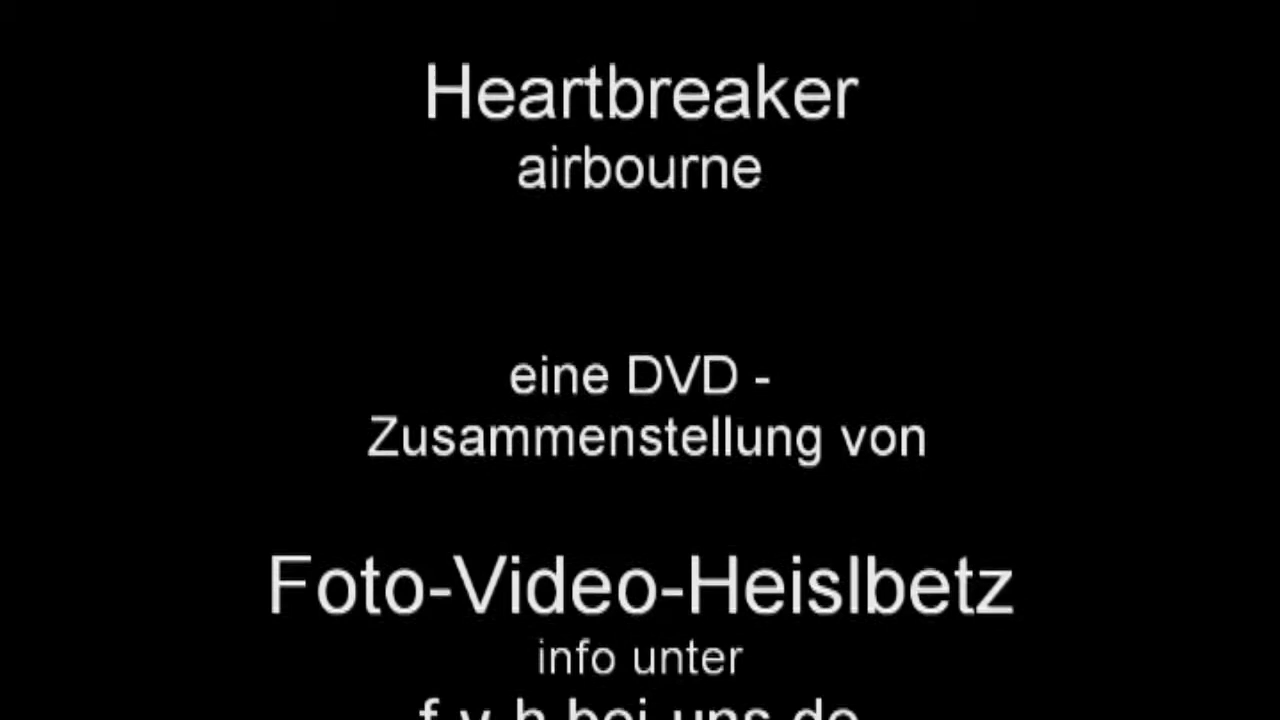 Heartbreaker
airbourne
eine DVD -
Zusammenstellung von
Foto-Video-Heislbetz
info unter